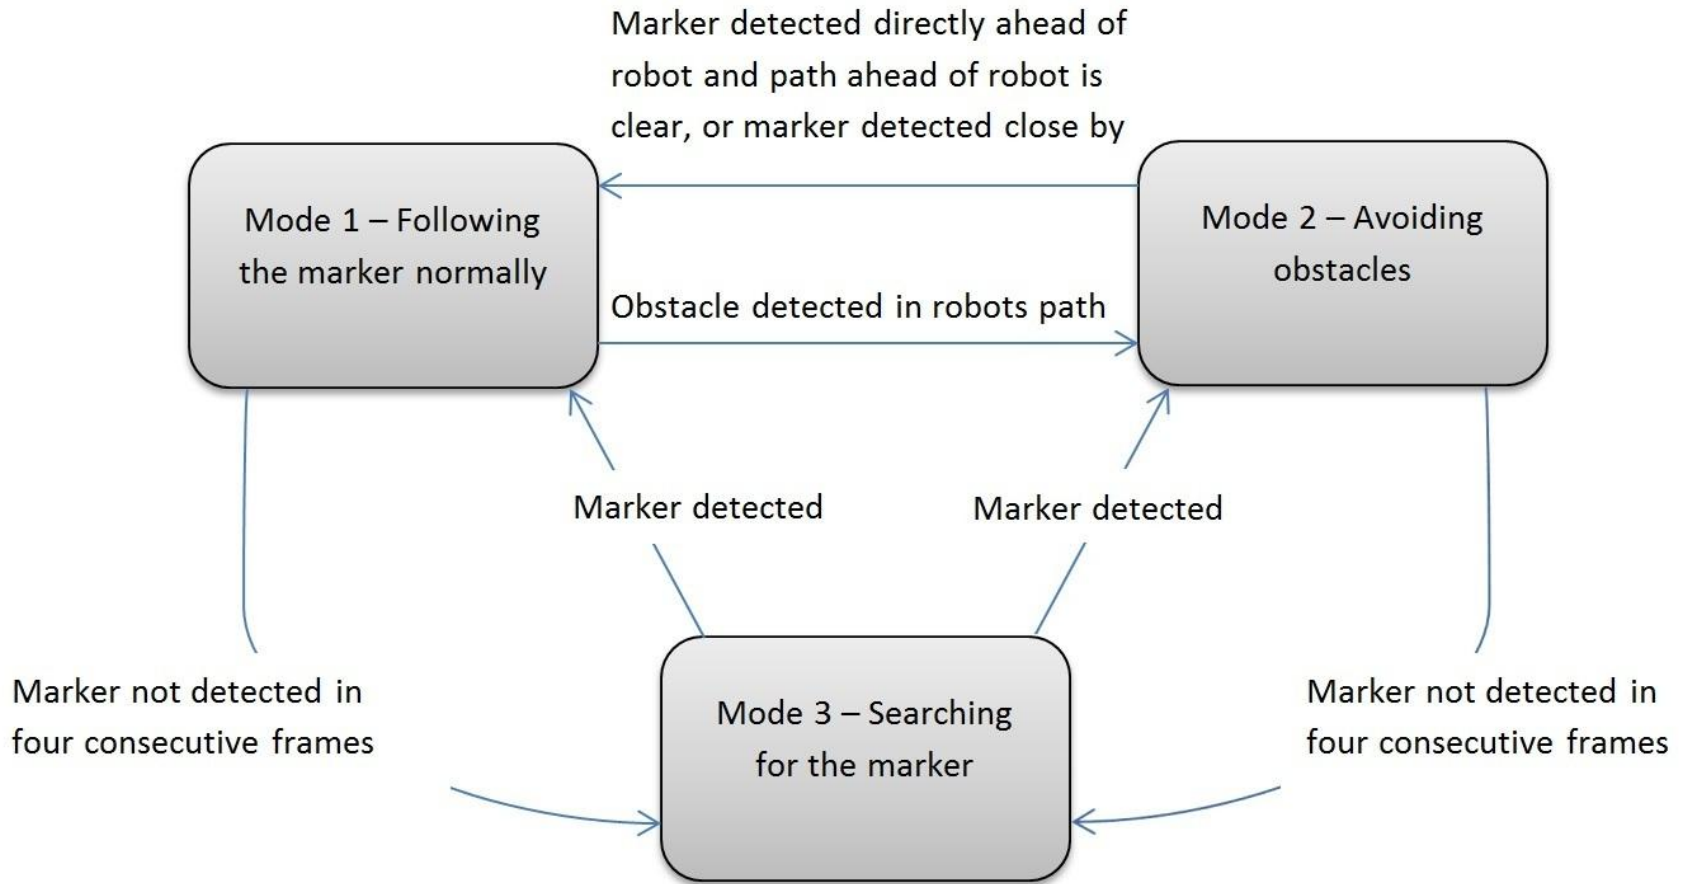 Marker detected directly ahead of
robot and path ahead of robot is
clear, or marker detected close by
Mode 1 – Following
the marker normally
Mode 2 – Avoiding
obstacles
Obstacle detected in robots path
Marker detected
Marker detected
Marker not detected in
four consecutive frames
Mode 3 – Searching
for the marker
Marker not detected in
four consecutive frames